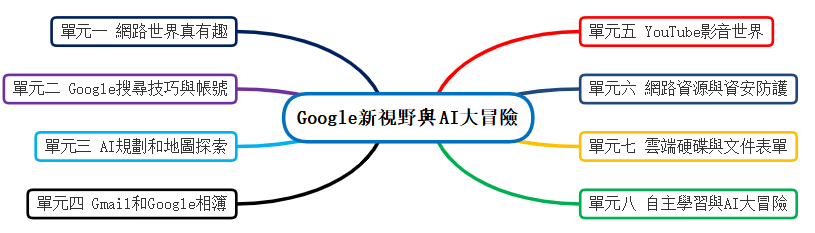 Google新視野與AI大冒險
單元一 網路世界真有趣
單元二 Google搜尋技巧與帳號
單元三 AI規劃和地圖探索
單元四 Gmail和Google相簿
單元五 YouTube影音世界
單元六 網路資源與資安防護
單元七 雲端硬碟與文件表單
單元八 自主學習與AI大冒險